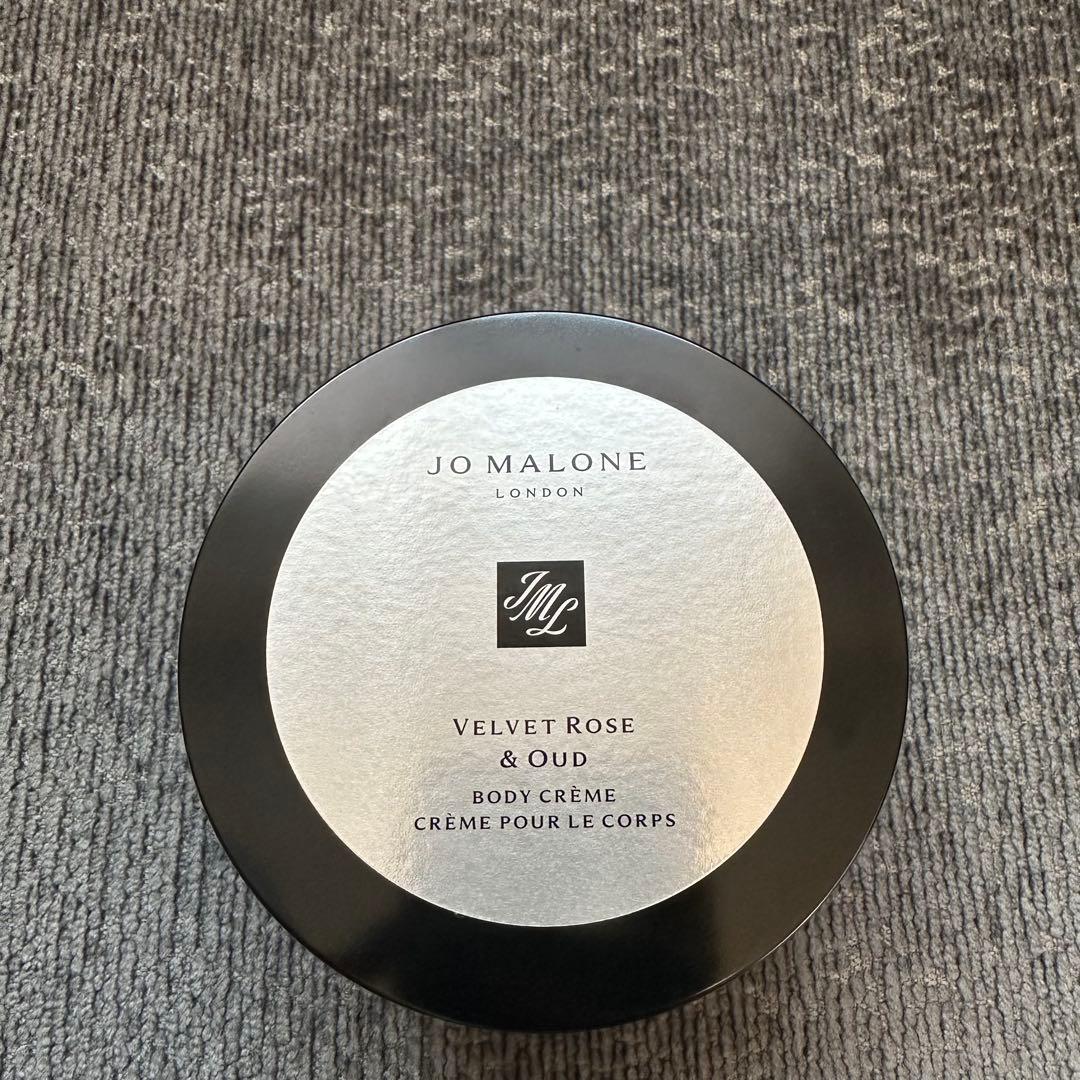 JO MALONE
LONDON
JML
VELVET ROSE
& OUD
BODY CRÈME
CRÈME POUR LE CORPS